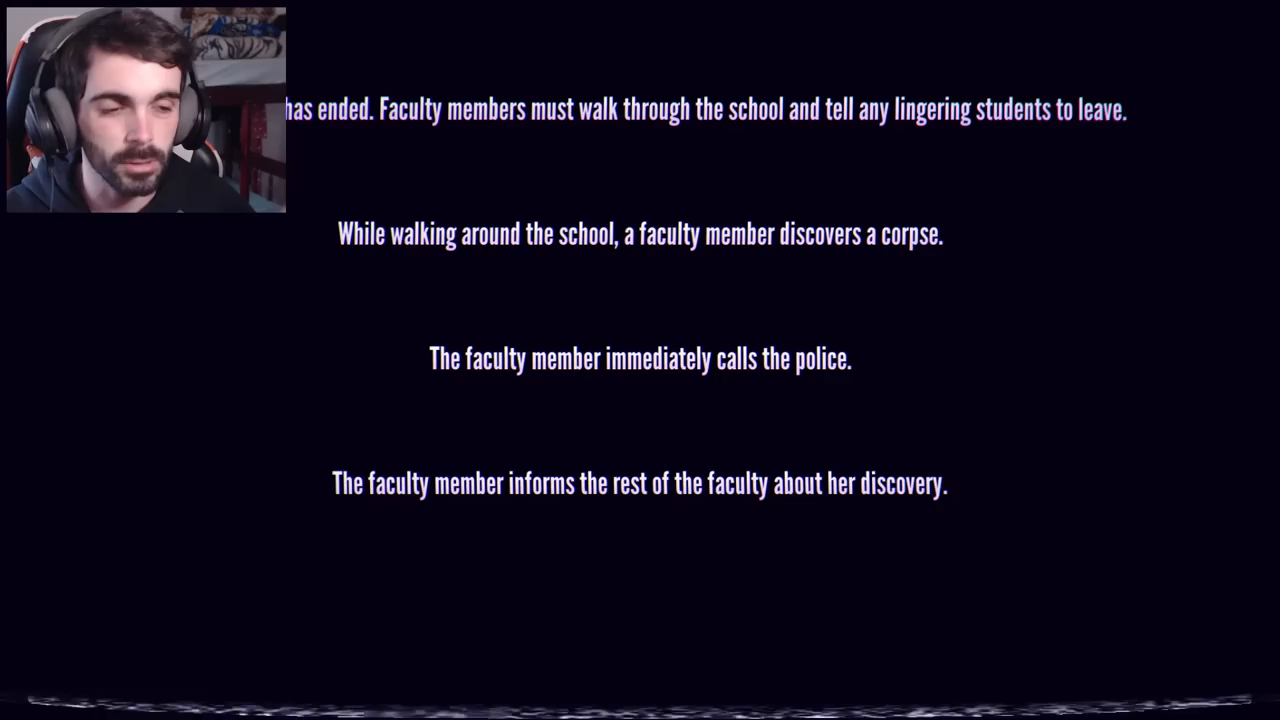 has ended. Faculty members must walk through the school and tell any lingering students to leave.
While walking around the school, a faculty member discovers a corpse.
The faculty member immediately calls the police.
The faculty member informs the rest of the faculty about her discovery.